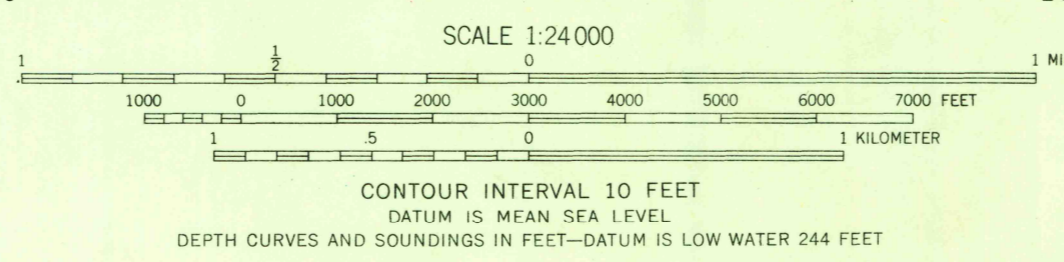 SCALE 1:24 000
1 ½ 0 1 MI
1000 0 1000 2000 3000 4000 5000 6000 7000 FEET
1 .5 0 1 KILOMETER
CONTOUR INTERVAL 10 FEET
DATUM IS MEAN SEA LEVEL
DEPTH CURVES AND SOUNDINGS IN FEET—DATUM IS LOW WATER 244 FEET